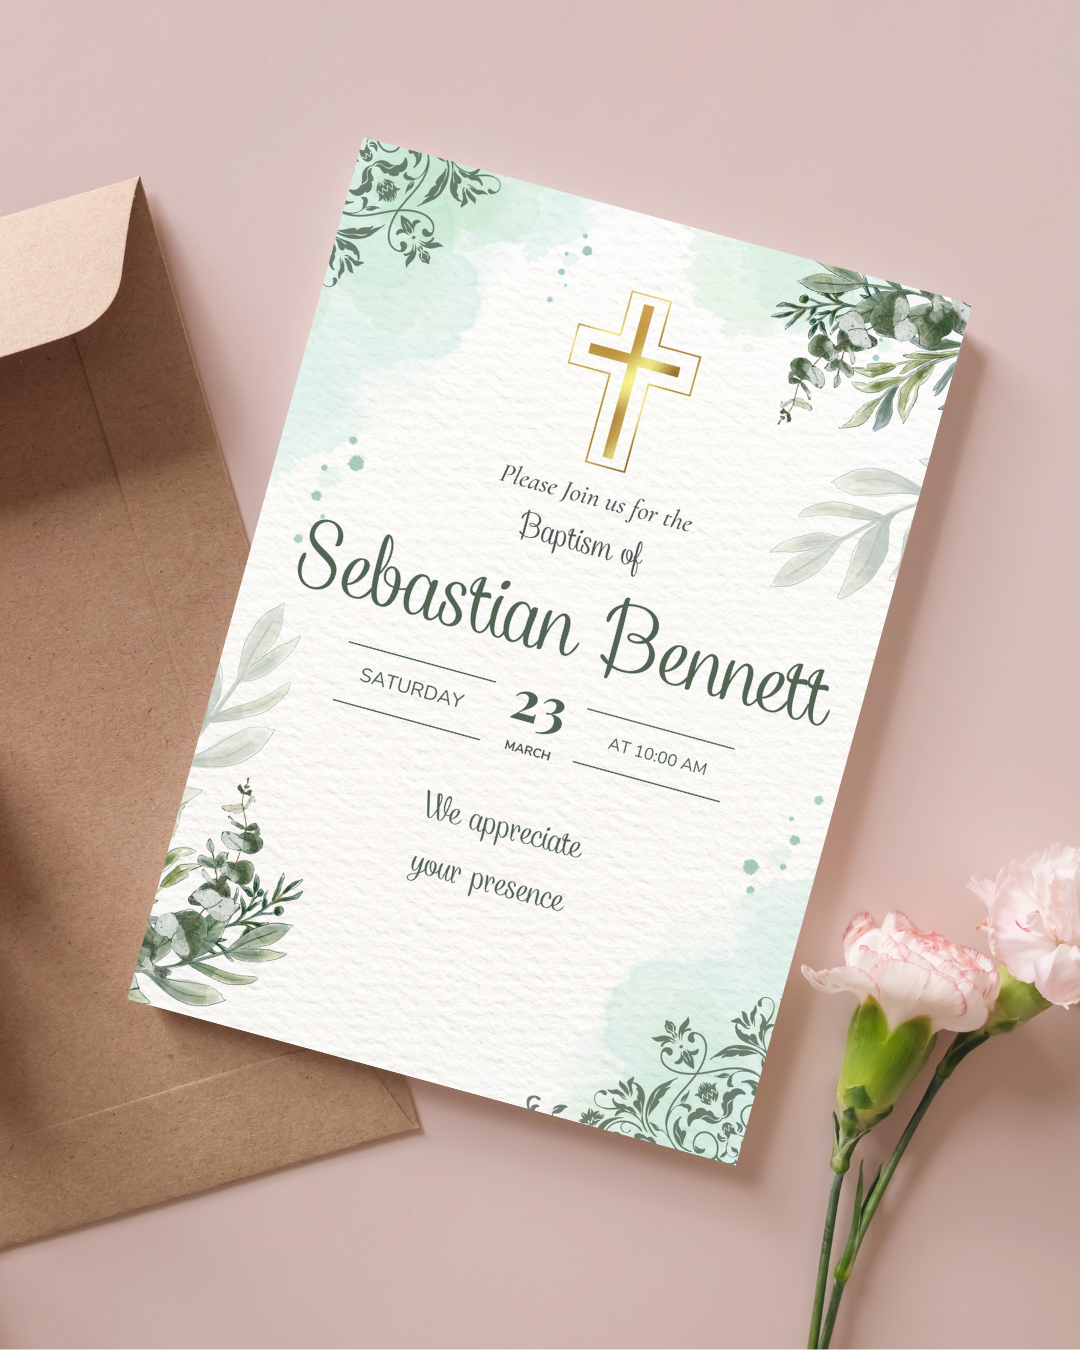 Please Join us for the
Baptism of
Sebastian Bennett
SATURDAY
23
MARCH
AT 10:00 AM
We appreciate
your presence